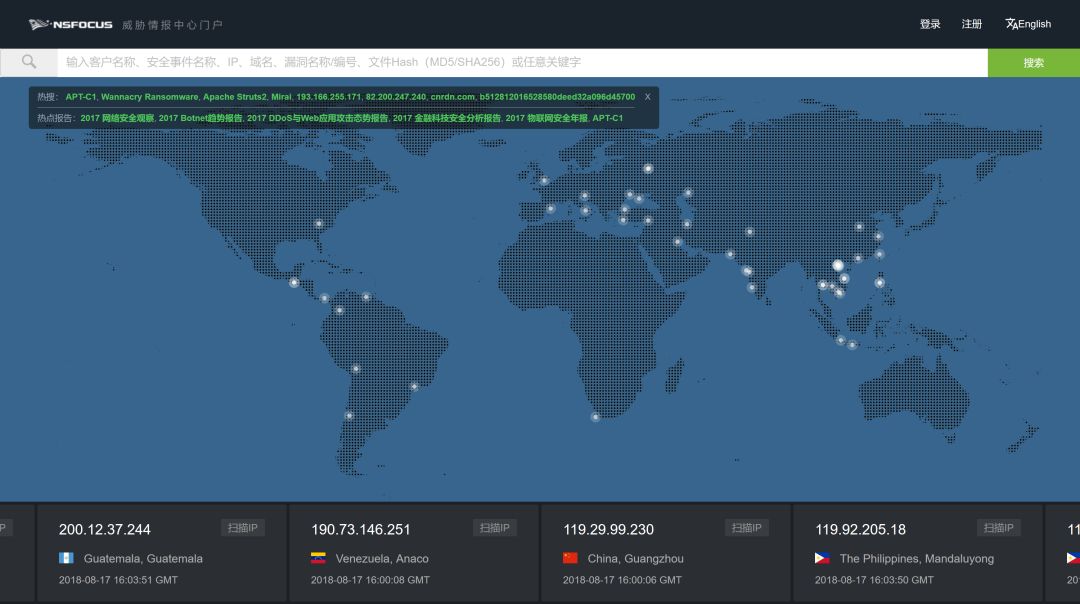 NSFOCUS 威胁情报中心门户 登录 注册 English
输入客户名称、安全事件名称、IP、域名、漏洞名称/编号、文件Hash（MD5/SHA256）或任意关键字 搜索
热搜： APT-C1, Wannacry Ransomware, Apache Struts2, Mirai, 193.166.255.171, 82.200.247.240, cnrdn.com, b512812016528580deed32a096d45700 X
热点报告：2017 网络安全观察, 2017 Botnet趋势报告, 2017 DDoS与Web应用攻击态势报告, 2017 金融科技安全分析报告, 2017 物联网安全年报, APT-C1
P 200.12.37.244 扫描IP 190.73.146.251 扫描IP 119.29.99.230 扫描IP 119.92.205.18 扫描IP 11
Guatemala, Guatemala Venezuela, Anaco China, Guangzhou The Philippines, Mandaluyong
2018-08-17 16:03:51 GMT 2018-08-17 16:00:08 GMT 2018-08-17 16:00:06 GMT 2018-08-17 16:03:50 GMT 20